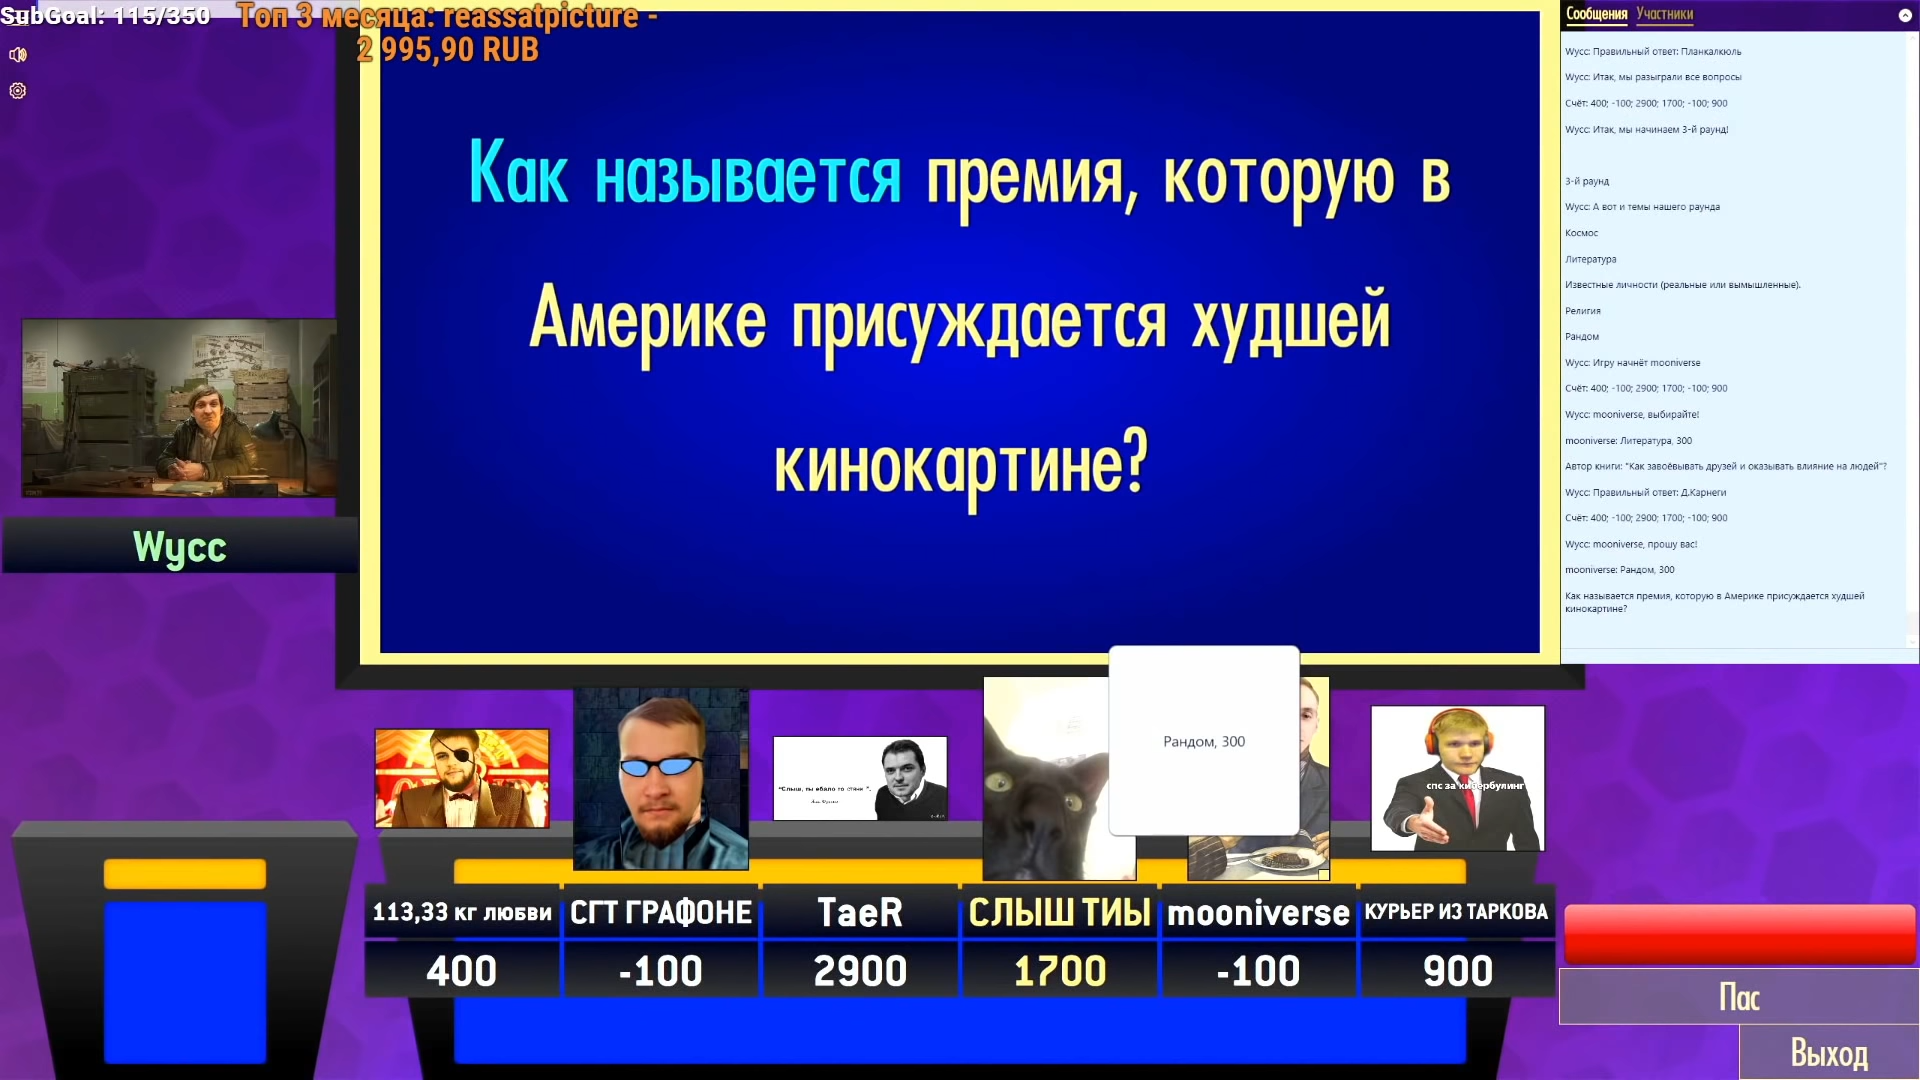 SubGoal: 115/350
Топ 3 месяца: reassatpicture -
2 995,90 RUB
Как называется премия, которую в
Америке присуждается худшей
кинокартине?
Сообщения Участники
Wycc: Правильный ответ: Планкалкюль
Wycc: Итак, мы разыграли все вопросы
Счёт: 400; -100; 2900; 1700; -100; 900
Wycc: Итак, мы начинаем 3-й раунд!
3-й раунд
Wycc: А вот и темы нашего раунда
Космос
Литература
Известные личности (реальные или вымышленные).
Религия
Рандом
Wycc: Игру начнёт mooniverse
Счёт: 400; -100; 2900; 1700; -100; 900
Wycc: mooniverse, выбирайте!
mooniverse: Литература, 300
Автор книги: "Как завоёвывать друзей и оказывать влияние на людей"?
Wycc: Правильный ответ: Д.Карнеги
Счёт: 400; -100; 2900; 1700; -100; 900
Wycc: mooniverse, прошу вас!
mooniverse: Рандом, 300
Как называется премия, которую в Америке присуждается худшей
кинокартине?
Wycc
Рандом, 300
спс за кибербулинг
113,33 кг любви
СГТ ГРАФОНЕ
TaeR
СЛЫШ ТИЫ
mooniverse
КУРЬЕР ИЗ ТАРКОВА
400
-100
2900
1700
-100
900
Пас
Выход